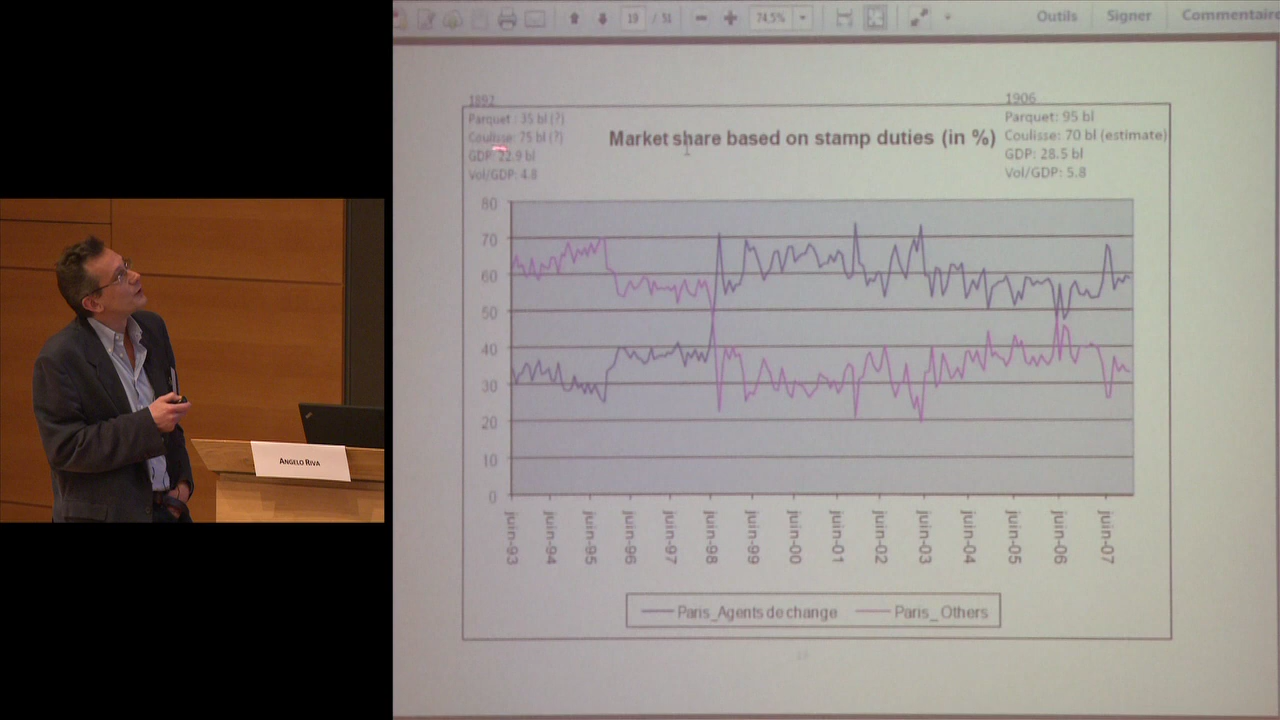 19 / 51
74,5%
Outils
Signer
Commentaire
1892
Parquet : 35 bl (?)
Coulisse: 75 bl (?)
GDP: 22.9 bl
Vol/GDP: 4.8
Market share based on stamp duties (in %)
1906
Parquet: 95 bl
Coulisse: 70 bl (estimate)
GDP: 28.5 bl
Vol/GDP: 5.8
80
70
60
50
40
30
20
10
0
juin-93
juin-94
juin-95
juin-96
juin-97
juin-98
juin-99
juin-00
juin-01
juin-02
juin-03
juin-04
juin-05
juin-06
juin-07
Paris_Agents de change
Paris_Others
19
ANGELO RIVA